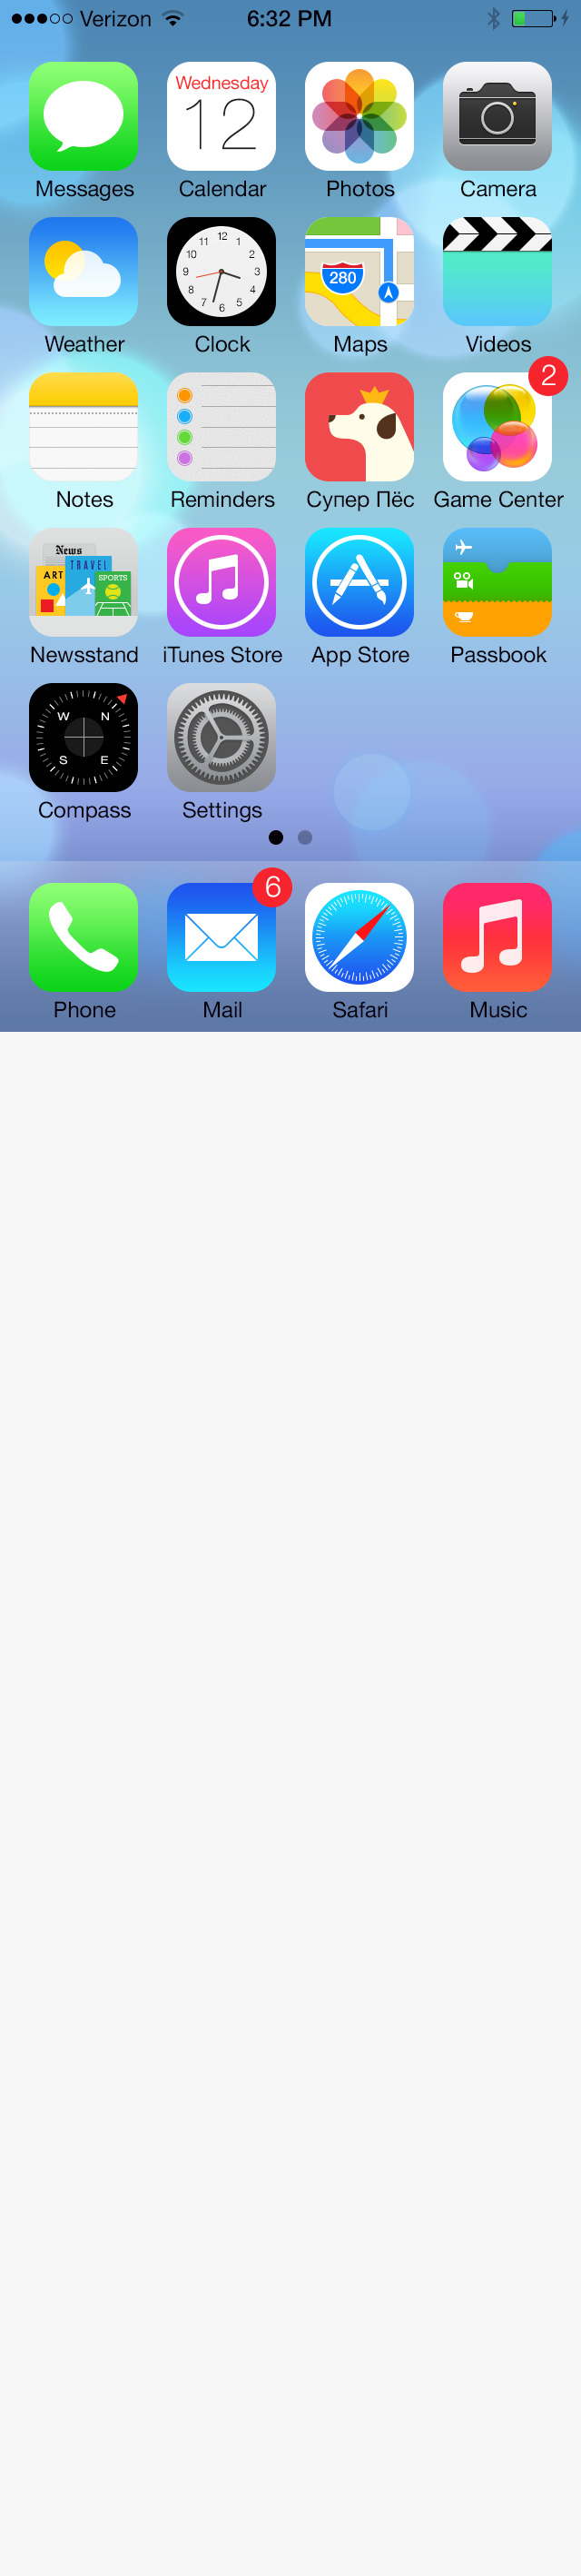 Verizon 6:32 PM
Wednesday
12
Messages Calendar Photos Camera
12
11 1
10 2
9 3
8 4
7 5
6
280
Weather Clock Maps Videos
2
Notes Reminders Супер Пёс Game Center
News
TRAVEL
ART
SPORTS
Newsstand iTunes Store App Store Passbook
W N
S E
Compass Settings
6
Phone Mail Safari Music